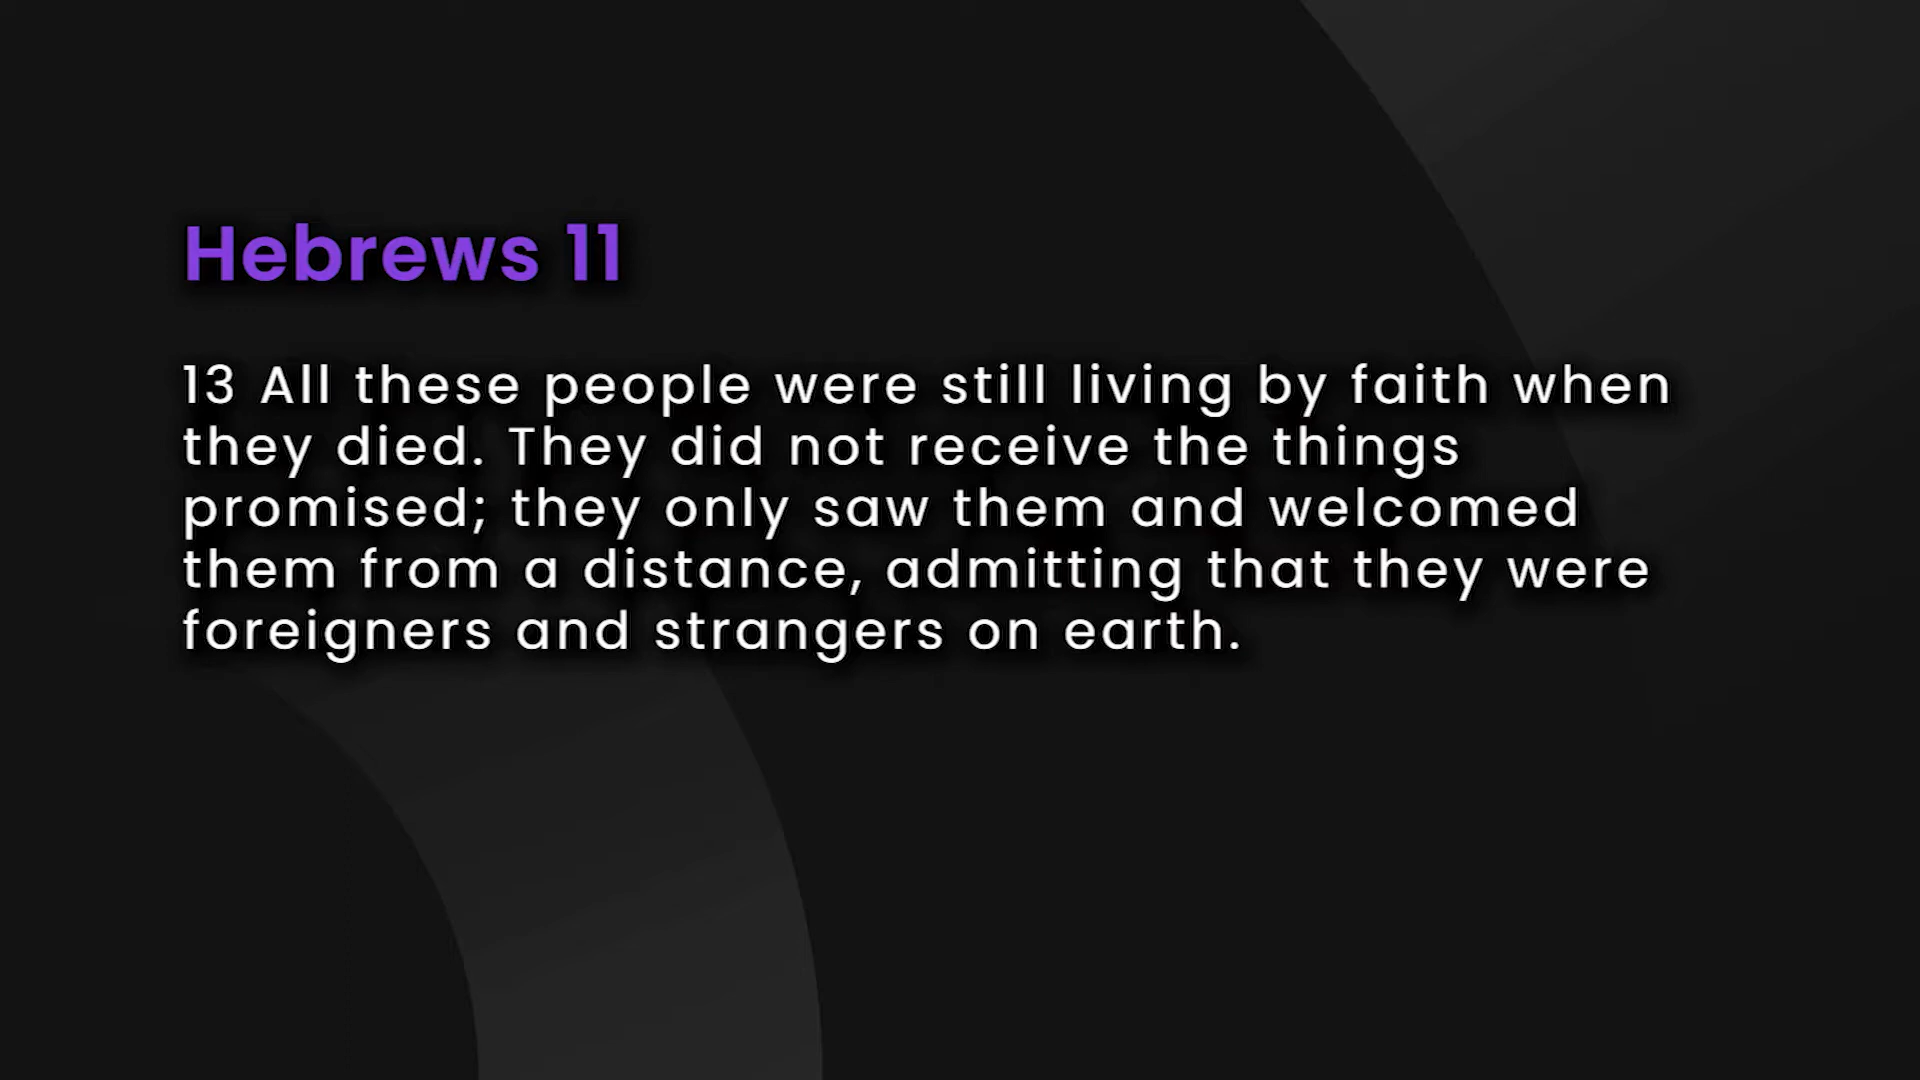 Hebrews 11
13 All these people were still living by faith when
they died. They did not receive the things
promised; they only saw them and welcomed
them from a distance, admitting that they were
foreigners and strangers on earth.